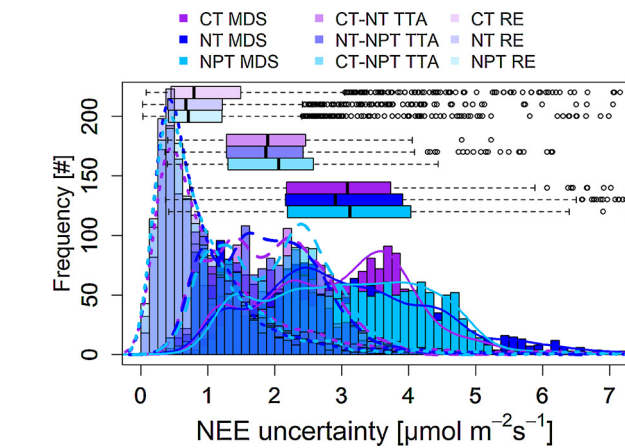 CT MDS CT-NT TTA CT RE
NT MDS NT-NPT TTA NT RE
NPT MDS CT-NPT TTA NPT RE
Frequency [#]
200
150
100
50
0
0 1 2 3 4 5 6 7
NEE uncertainty [µmol m⁻²s⁻¹]